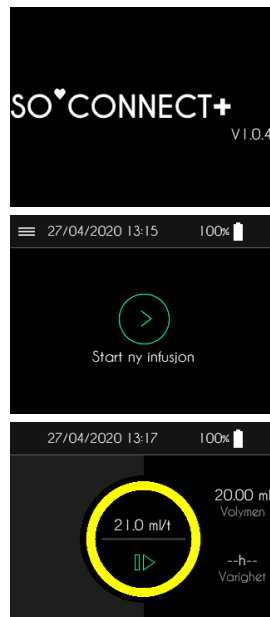 SO♥CONNECT+
V1.0.4
27/04/2020 13:15 100%
Start ny infusjon
27/04/2020 13:17 100%
21.0 ml/t
20.00 ml
Volymen
--h--
Varighet